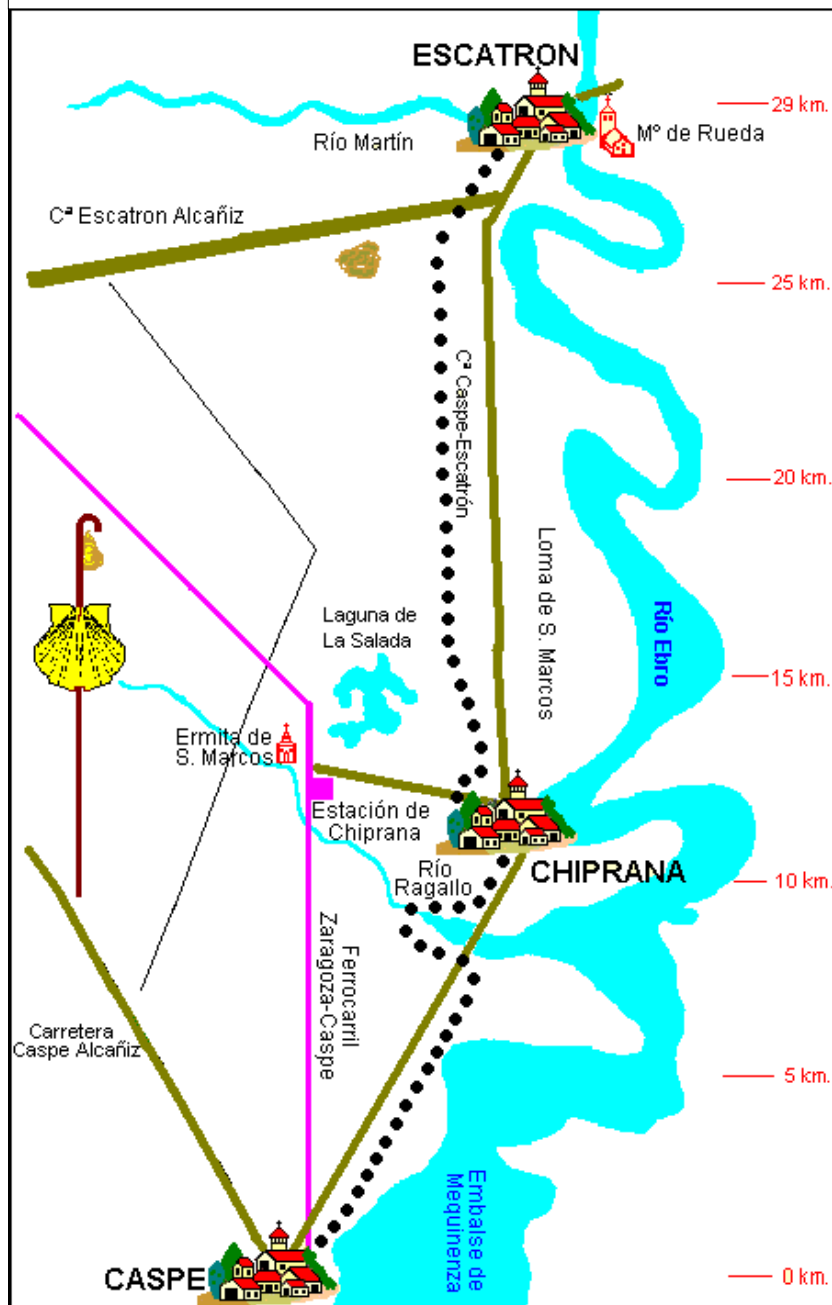 ESCATRON
29 km.
Río Martín
Mº de Rueda
Cª Escatron Alcañiz
25 km.
Cª Caspe-Escatrón
20 km.
Loma de S. Marcos
Río Ebro
Laguna de
La Salada
15 km.
Ermita de
S. Marcos
Estación de
Chiprana
Río
Ragallo
CHIPRANA
10 km.
Ferrocarril
Zaragoza-Caspe
Carretera
Caspe Alcañiz
5 km.
Embalse de
Mequinenza
CASPE
0 km.